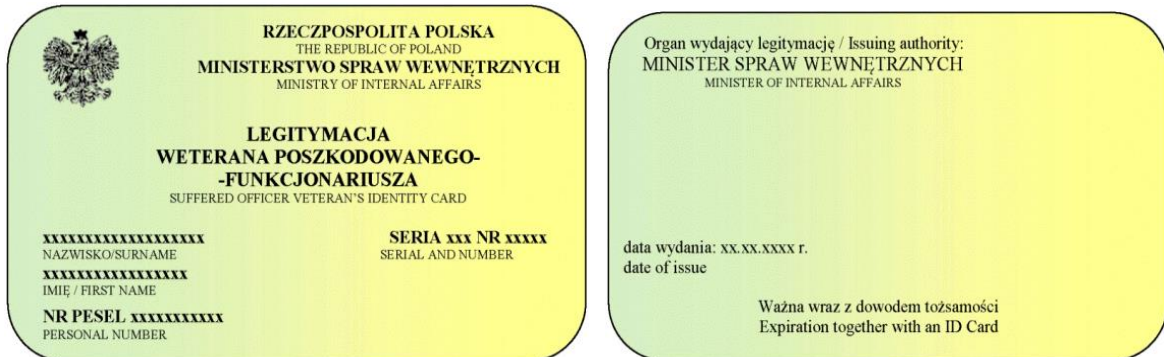 RZECZPOSPOLITA POLSKA
THE REPUBLIC OF POLAND
MINISTERSTWO SPRAW WEWNĘTRZNYCH
MINISTRY OF INTERNAL AFFAIRS
LEGITYMACJA
WETERANA POSZKODOWANEGO-
-FUNKCJONARIUSZA
SUFFERED OFFICER VETERAN'S IDENTITY CARD
xxxxxxxxxxxxxxxxxxx
NAZWISKO/SURNAME
SERIA xxx NR xxxxx
SERIAL AND NUMBER
xxxxxxxxxxxxxxxxx
IMIĘ / FIRST NAME
NR PESEL xxxxxxxxxxx
PERSONAL NUMBER
Organ wydający legitymację / Issuing authority:
MINISTER SPRAW WEWNĘTRZNYCH
MINISTER OF INTERNAL AFFAIRS
data wydania: xx.xx.xxxx r.
date of issue
Ważna wraz z dowodem tożsamości
Expiration together with an ID Card